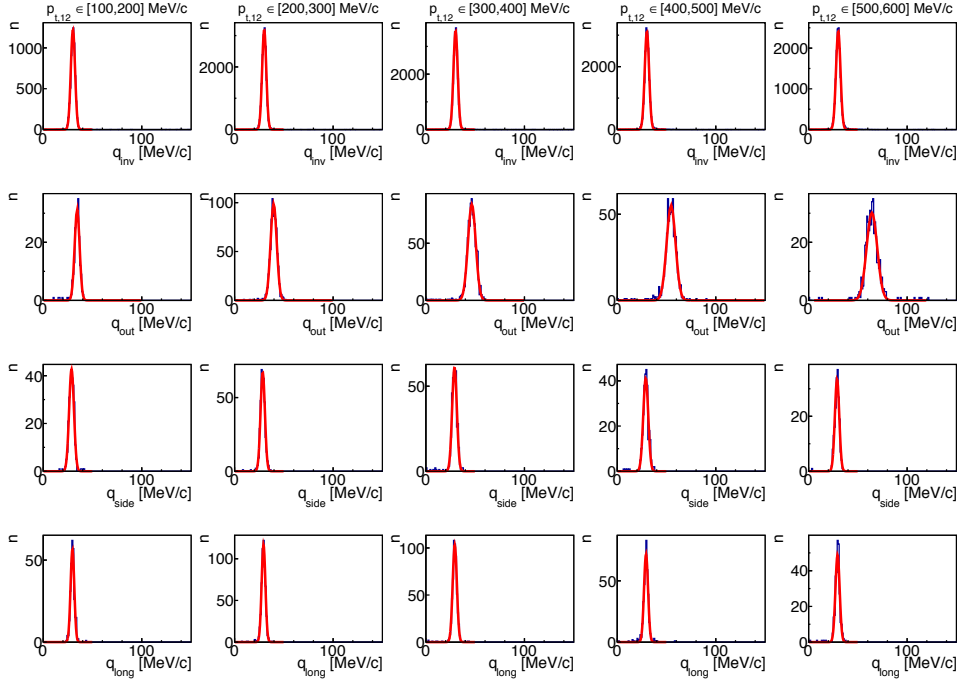 p_{t,12} ∈ [100,200] MeV/c
p_{t,12} ∈ [200,300] MeV/c
p_{t,12} ∈ [300,400] MeV/c
p_{t,12} ∈ [400,500] MeV/c
p_{t,12} ∈ [500,600] MeV/c
n 1000 500 0
0 100
q_{inv} [MeV/c]
n 2000 0
0 100
q_{inv} [MeV/c]
n 2000 0
0 100
q_{inv} [MeV/c]
n 2000 0
0 100
q_{inv} [MeV/c]
n 2000 1000 0
0 100
q_{inv} [MeV/c]
n 20 0
0 100
q_{out} [MeV/c]
n 100 50 0
0 100
q_{out} [MeV/c]
n 50 0
0 100
q_{out} [MeV/c]
n 50 0
0 100
q_{out} [MeV/c]
n 20 0
0 100
q_{out} [MeV/c]
n 40 20 0
0 100
q_{side} [MeV/c]
n 50 0
0 100
q_{side} [MeV/c]
n 50 0
0 100
q_{side} [MeV/c]
n 40 20 0
0 100
q_{side} [MeV/c]
n 20 0
0 100
q_{side} [MeV/c]
n 50 0
0 100
q_{long} [MeV/c]
n 100 50 0
0 100
q_{long} [MeV/c]
n 100 50 0
0 100
q_{long} [MeV/c]
n 50 0
0 100
q_{long} [MeV/c]
n 40 20 0
0 100
q_{long} [MeV/c]